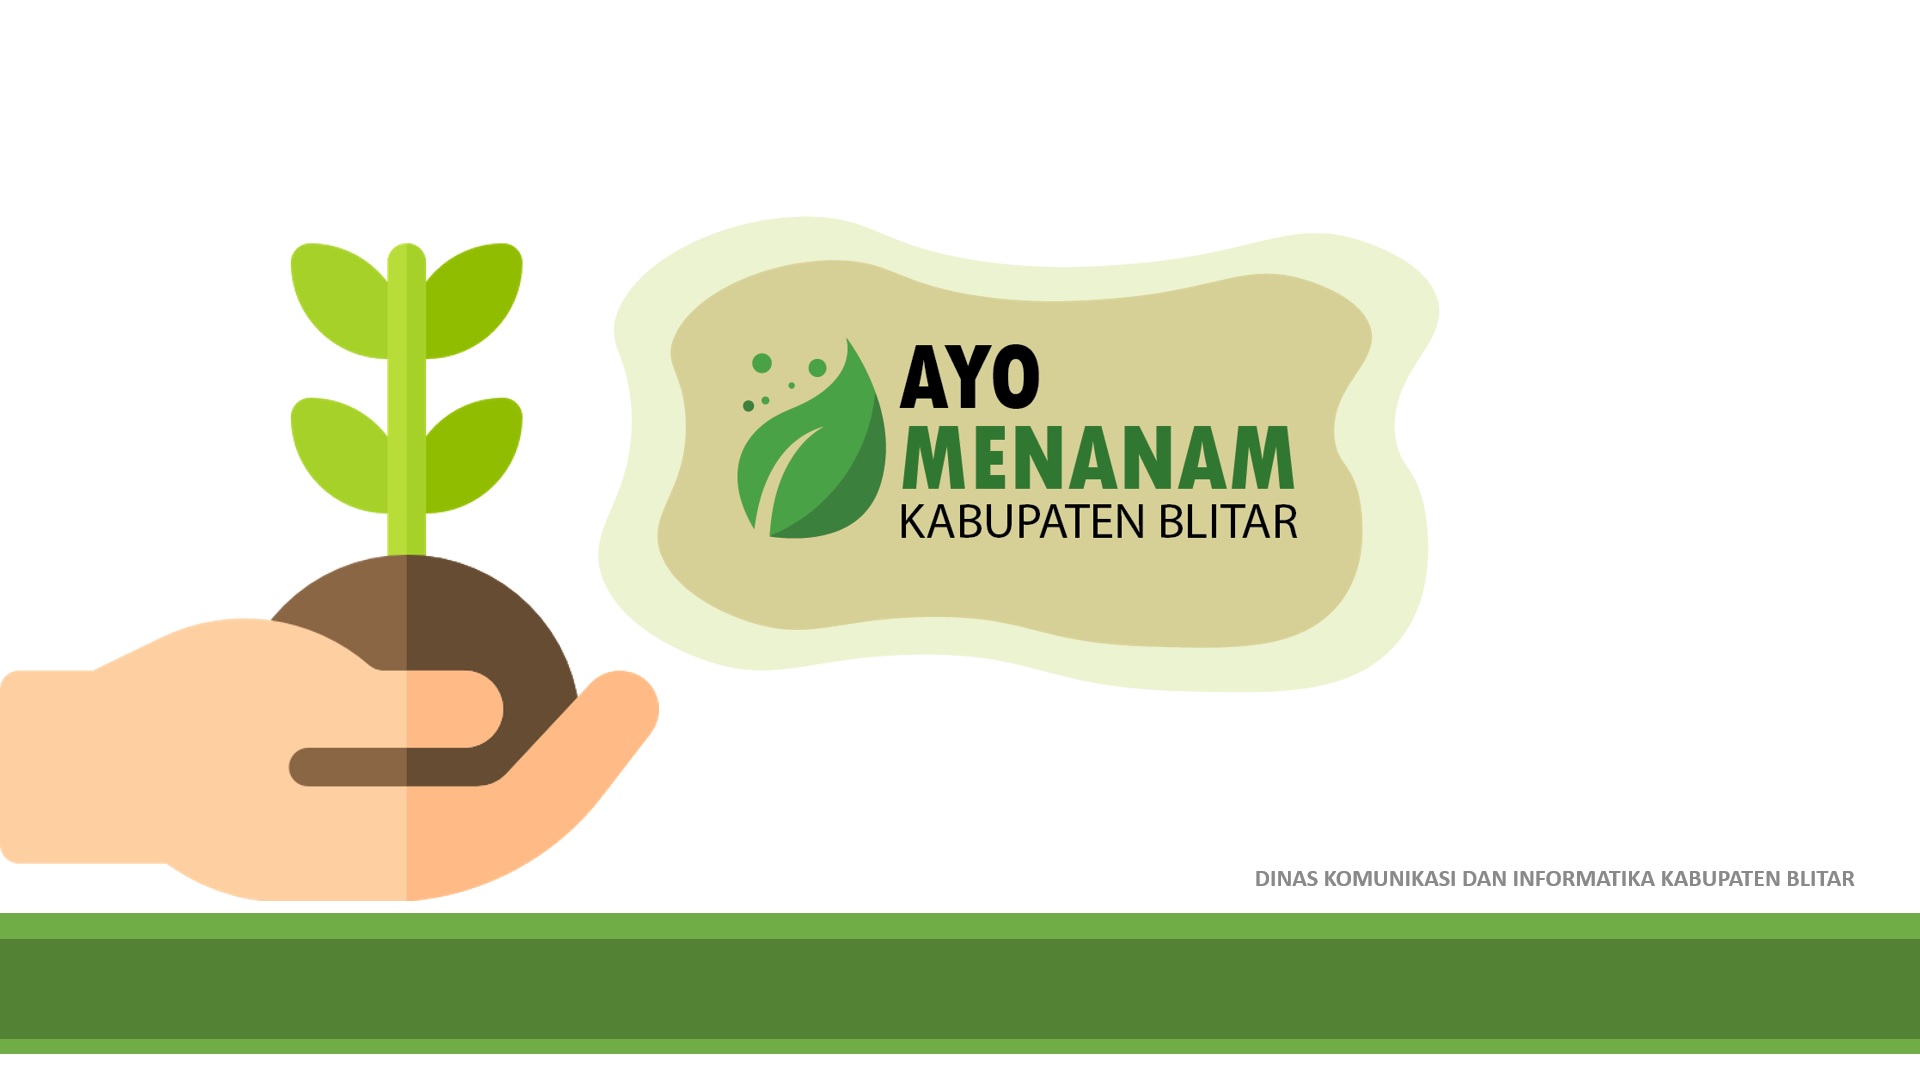 AYO
MENANAM
KABUPATEN BLITAR
DINAS KOMUNIKASI DAN INFORMATIKA KABUPATEN BLITAR